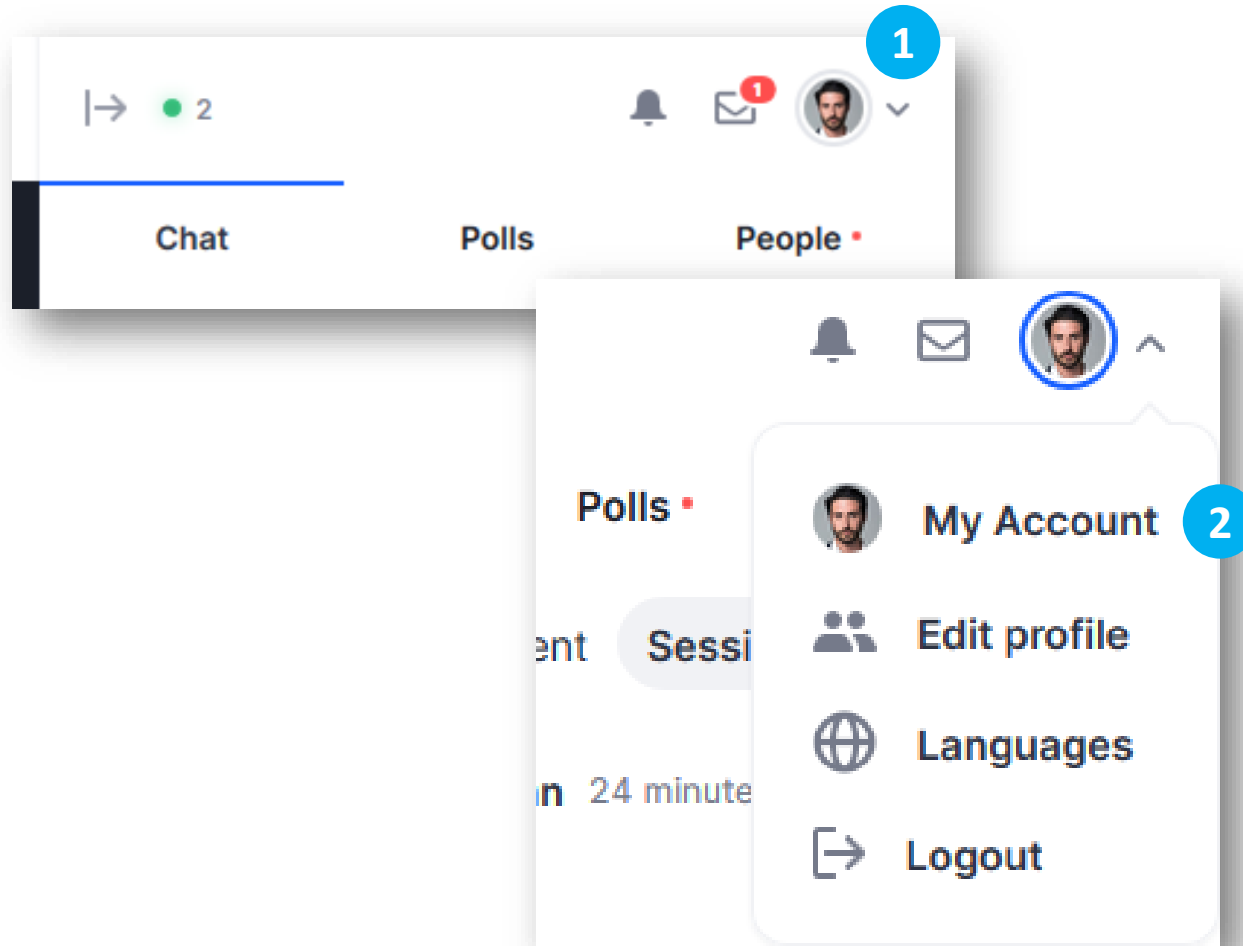 1
2
1
Chat Polls People
Polls
My Account 2
Edit profile
ent Sessi
Languages
n 24 minute
Logout